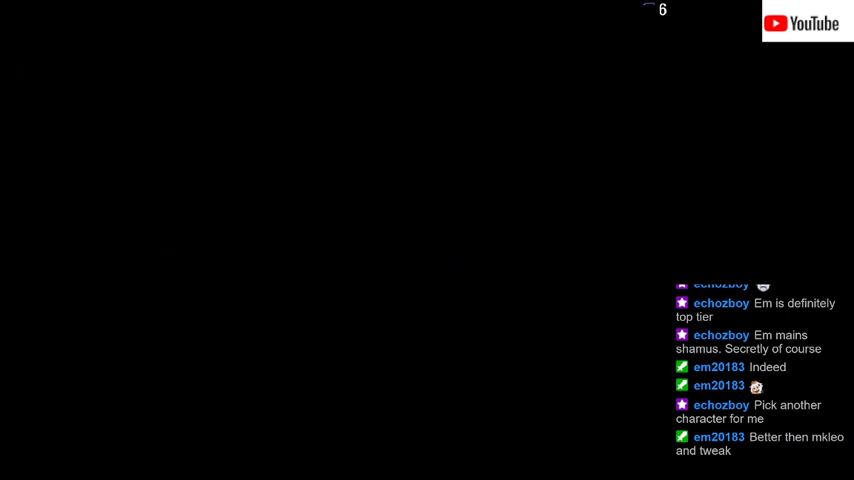 6
YouTube
echozboy
echozboy Em is definitely
top tier
echozboy Em mains
shamus. Secretly of course
em20183 Indeed
em20183
echozboy Pick another
character for me
em20183 Better then mkleo
and tweak